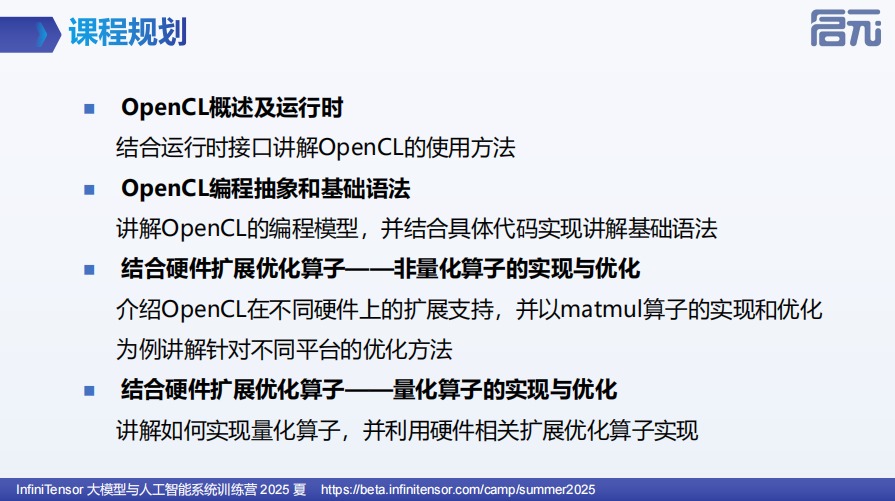 课程规划
启元
■ OpenCL概述及运行时
结合运行时接口讲解OpenCL的使用方法
■ OpenCL编程抽象和基础语法
讲解OpenCL的编程模型，并结合具体代码实现讲解基础语法
■ 结合硬件扩展优化算子——非量化算子的实现与优化
介绍OpenCL在不同硬件上的扩展支持，并以matmul算子的实现和优化
为例讲解针对不同平台的优化方法
■ 结合硬件扩展优化算子——量化算子的实现与优化
讲解如何实现量化算子，并利用硬件相关扩展优化算子实现
InfiniTensor 大模型与人工智能系统训练营 2025 夏 https://beta.infinitensor.com/camp/summer2025